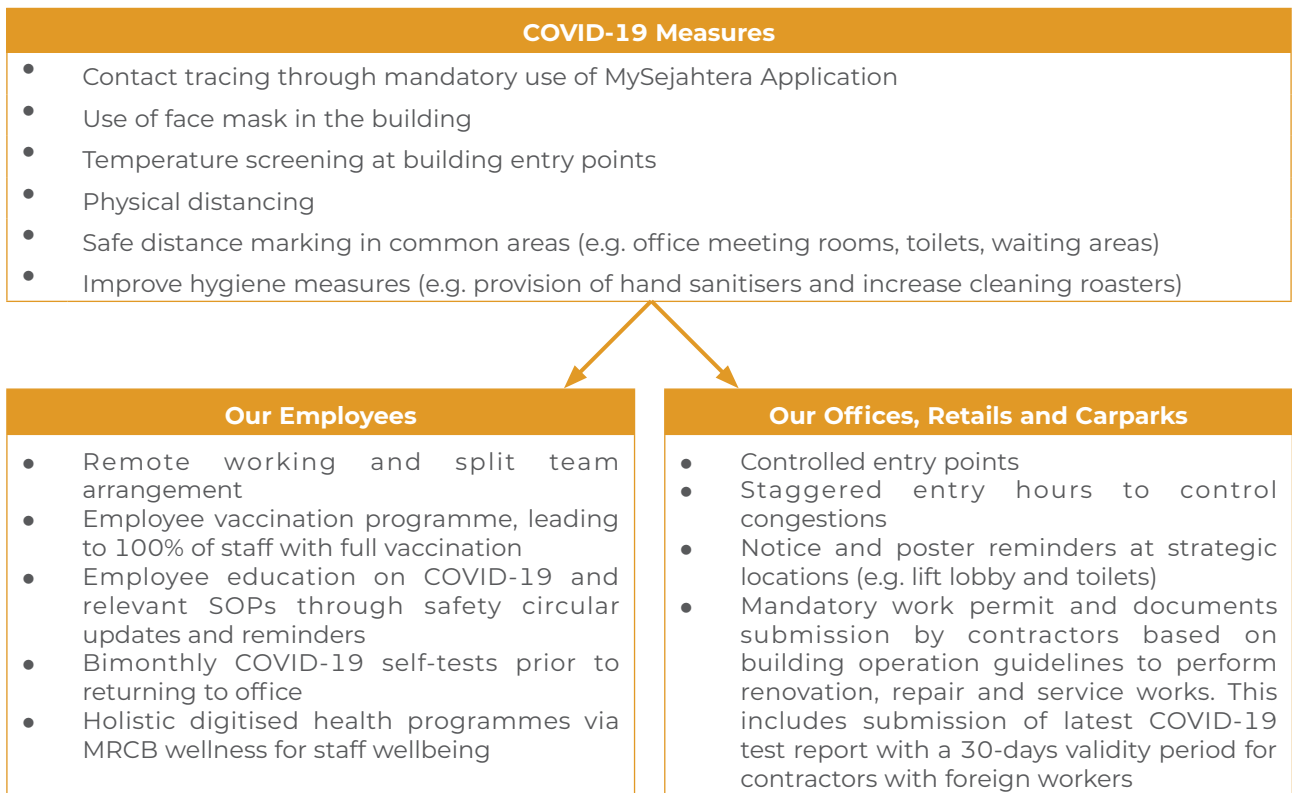 COVID-19 Measures
• Contact tracing through mandatory use of MySejahtera Application
• Use of face mask in the building
• Temperature screening at building entry points
• Physical distancing
• Safe distance marking in common areas (e.g. office meeting rooms, toilets, waiting areas)
• Improve hygiene measures (e.g. provision of hand sanitisers and increase cleaning roasters)
Our Employees
• Remote working and split team
arrangement
• Employee vaccination programme, leading
to 100% of staff with full vaccination
• Employee education on COVID-19 and
relevant SOPs through safety circular
updates and reminders
• Bimonthly COVID-19 self-tests prior to
returning to office
• Holistic digitised health programmes via
MRCB wellness for staff wellbeing
Our Offices, Retails and Carparks
• Controlled entry points
• Staggered entry hours to control
congestions
• Notice and poster reminders at strategic
locations (e.g. lift lobby and toilets)
• Mandatory work permit and documents
submission by contractors based on
building operation guidelines to perform
renovation, repair and service works. This
includes submission of latest COVID-19
test report with a 30-days validity period for
contractors with foreign workers